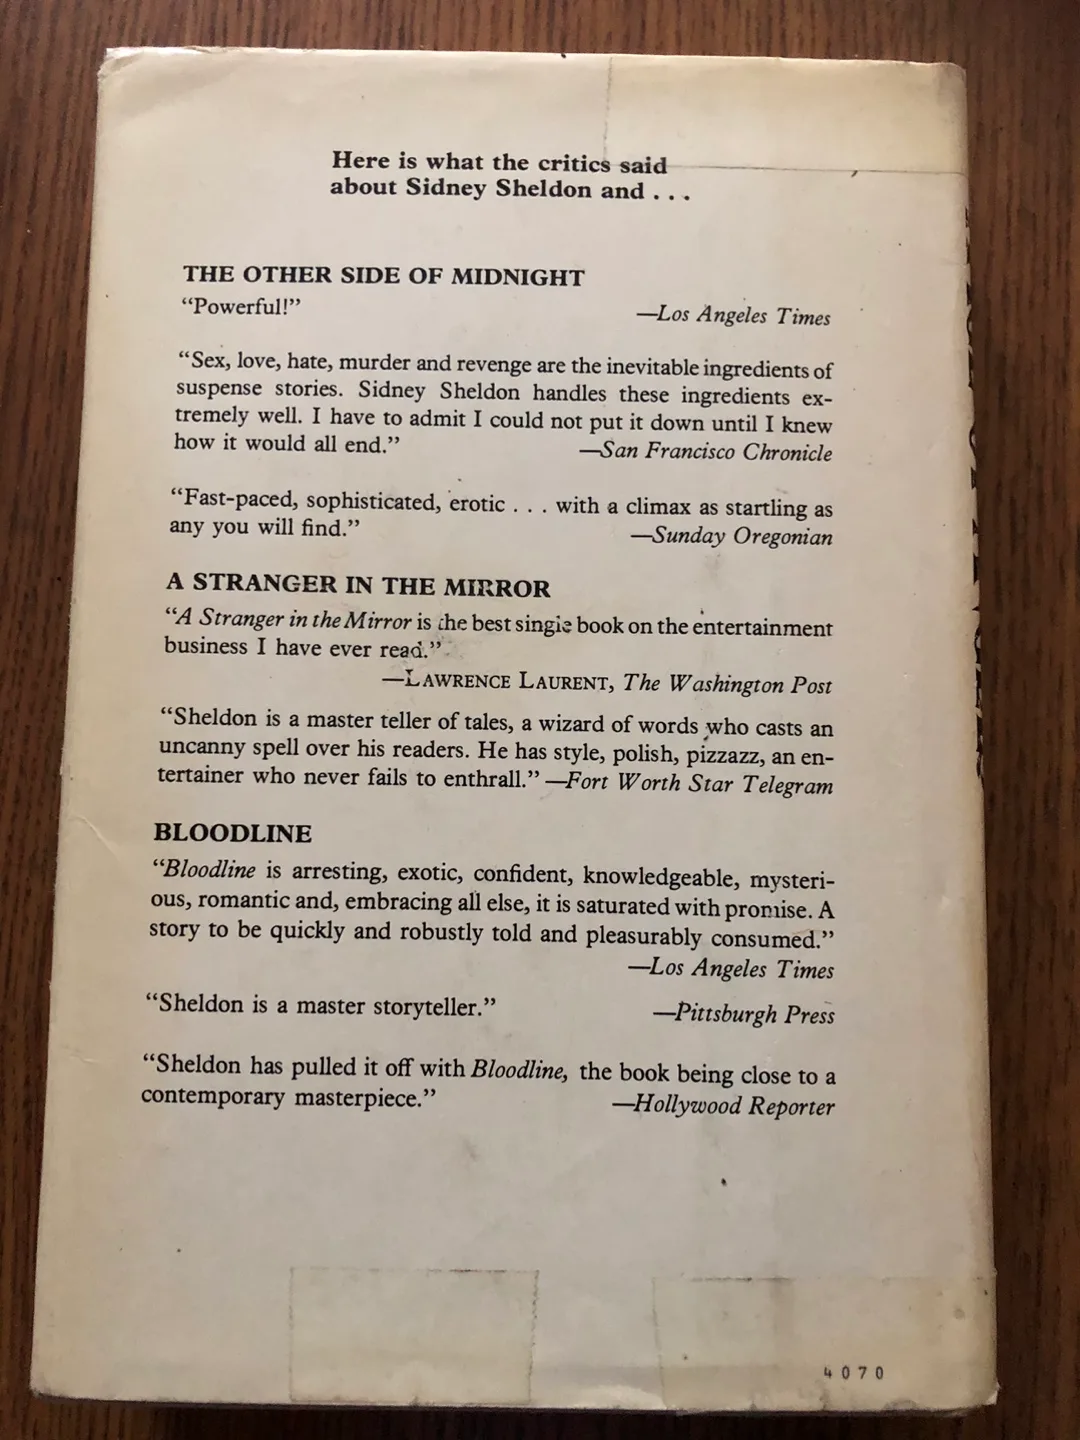 Here is what the critics said
about Sidney Sheldon and . . .
THE OTHER SIDE OF MIDNIGHT
“Powerful!” —Los Angeles Times
“Sex, love, hate, murder and revenge are the inevitable ingredients of
suspense stories. Sidney Sheldon handles these ingredients ex-
tremely well. I have to admit I could not put it down until I knew
how it would all end.” —San Francisco Chronicle
“Fast-paced, sophisticated, erotic . . . with a climax as startling as
any you will find.” —Sunday Oregonian
A STRANGER IN THE MIRROR
“A Stranger in the Mirror is the best single book on the entertainment
business I have ever read.”
—LAWRENCE LAURENT, The Washington Post
“Sheldon is a master teller of tales, a wizard of words who casts an
uncanny spell over his readers. He has style, polish, pizzazz, an en-
tertainer who never fails to enthrall.” —Fort Worth Star Telegram
BLOODLINE
“Bloodline is arresting, exotic, confident, knowledgeable, mysteri-
ous, romantic and, embracing all else, it is saturated with promise. A
story to be quickly and robustly told and pleasurably consumed.”
—Los Angeles Times
“Sheldon is a master storyteller.” —Pittsburgh Press
“Sheldon has pulled it off with Bloodline, the book being close to a
contemporary masterpiece.” —Hollywood Reporter
4070